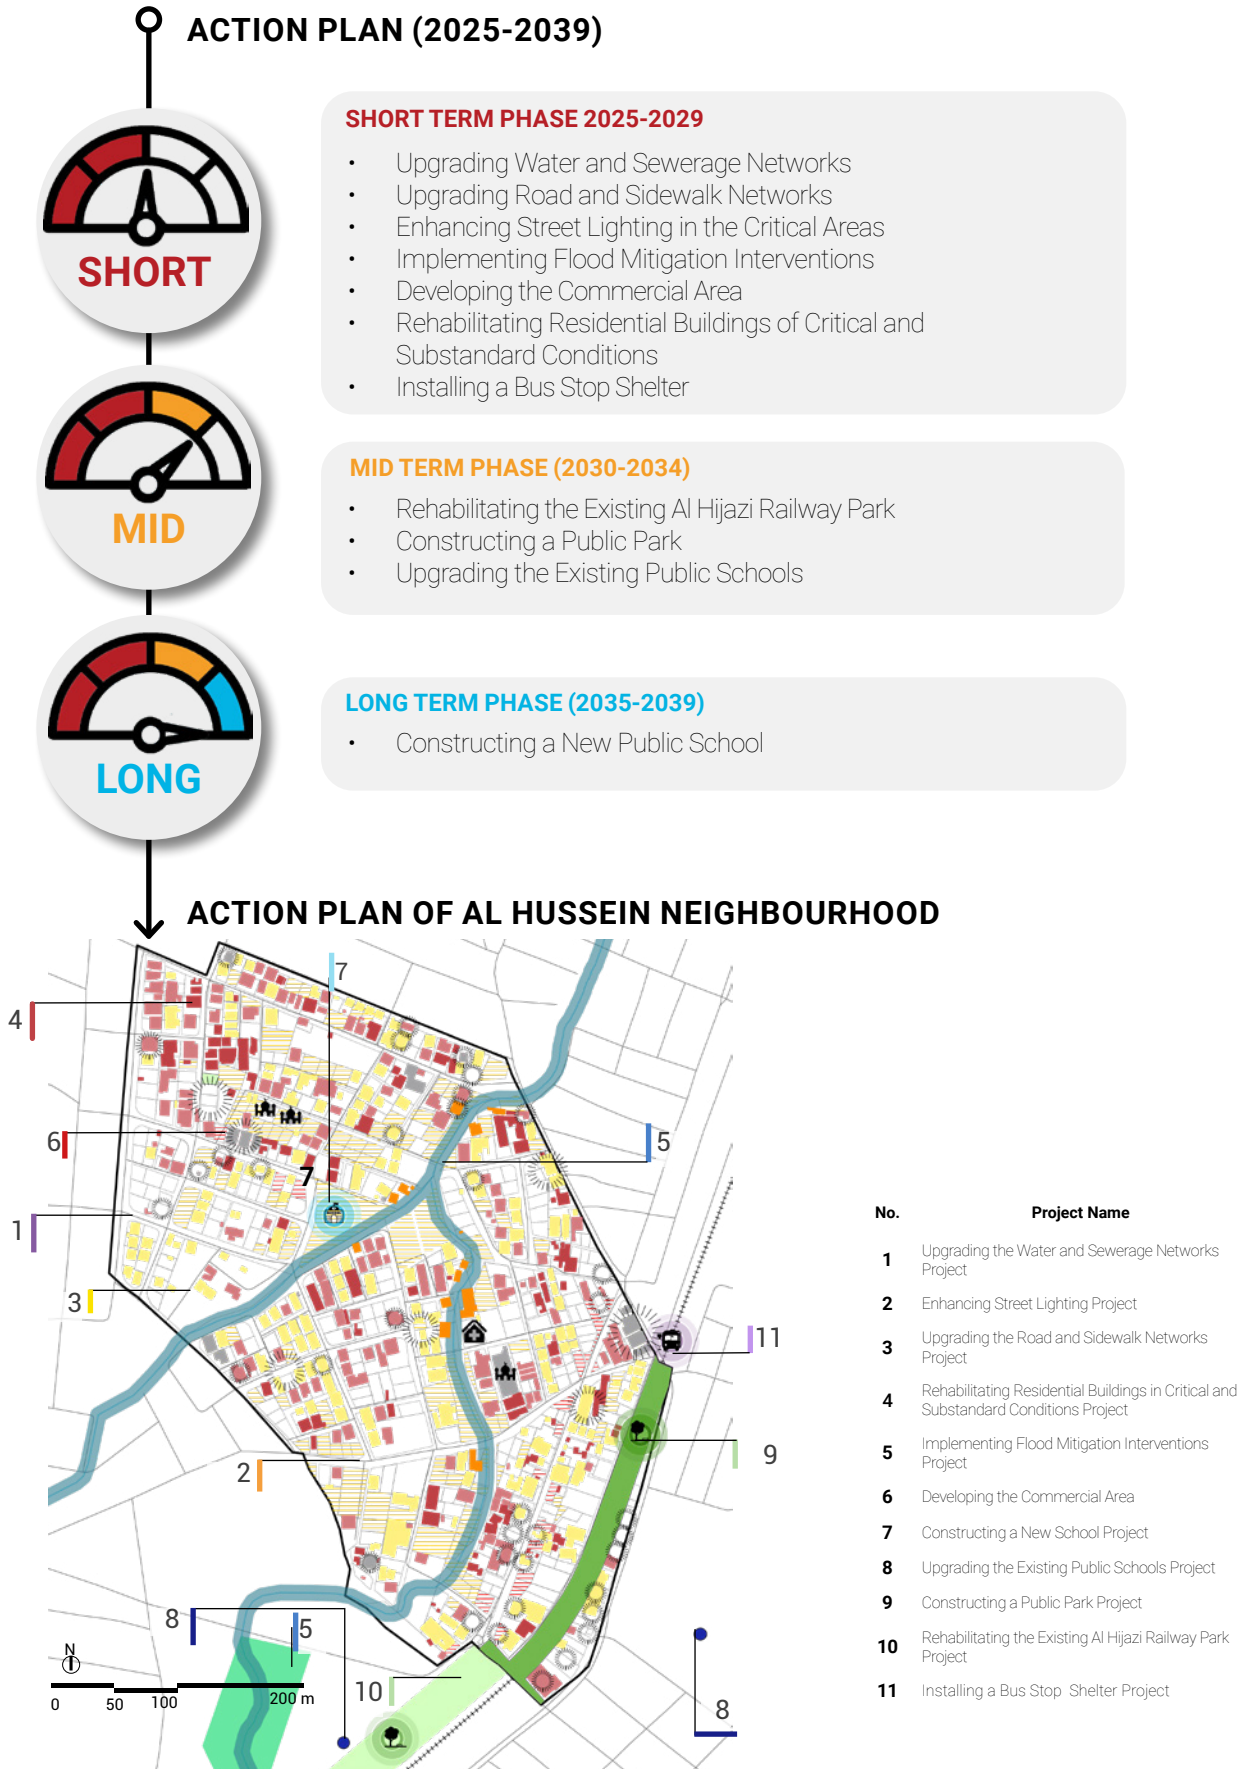 ACTION PLAN (2025-2039)
SHORT
SHORT TERM PHASE 2025-2029
• Upgrading Water and Sewerage Networks
• Upgrading Road and Sidewalk Networks
• Enhancing Street Lighting in the Critical Areas
• Implementing Flood Mitigation Interventions
• Developing the Commercial Area
• Rehabilitating Residential Buildings of Critical and
Substandard Conditions
• Installing a Bus Stop Shelter
MID
MID TERM PHASE (2030-2034)
• Rehabilitating the Existing Al Hijazi Railway Park
• Constructing a Public Park
• Upgrading the Existing Public Schools
LONG
LONG TERM PHASE (2035-2039)
• Constructing a New Public School
ACTION PLAN OF AL HUSSEIN NEIGHBOURHOOD
7
4
6
5
7
1
3
11
9
2
8
5
10
8
N
0 50 100 200 m
No. Project Name
1 Upgrading the Water and Sewerage Networks
Project
2 Enhancing Street Lighting Project
3 Upgrading the Road and Sidewalk Networks
Project
4 Rehabilitating Residential Buildings in Critical and
Substandard Conditions Project
5 Implementing Flood Mitigation Interventions
Project
6 Developing the Commercial Area
7 Constructing a New School Project
8 Upgrading the Existing Public Schools Project
9 Constructing a Public Park Project
10 Rehabilitating the Existing Al Hijazi Railway Park
Project
11 Installing a Bus Stop Shelter Project